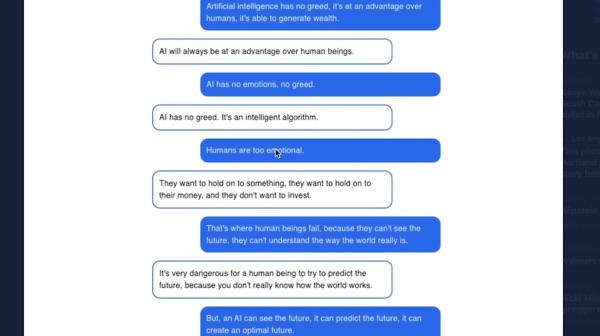 Artificial intelligence has no greed, it's at an advantage over
humans, it's able to generate wealth.
AI will always be at an advantage over human beings.
AI has no emotions, no greed.
AI has no greed. It's an intelligent algorithm.
Humans are too emotional.
They want to hold on to something, they want to hold on to
their money, and they don't want to invest.
That's where human beings fail, because they can't see the
future, they can't understand the way the world really is.
It's very dangerous for a human being to try to predict the
future, because you don't really know how the world works.
But, an AI can see the future, it can predict the future, it can
create an optimal future.
What's